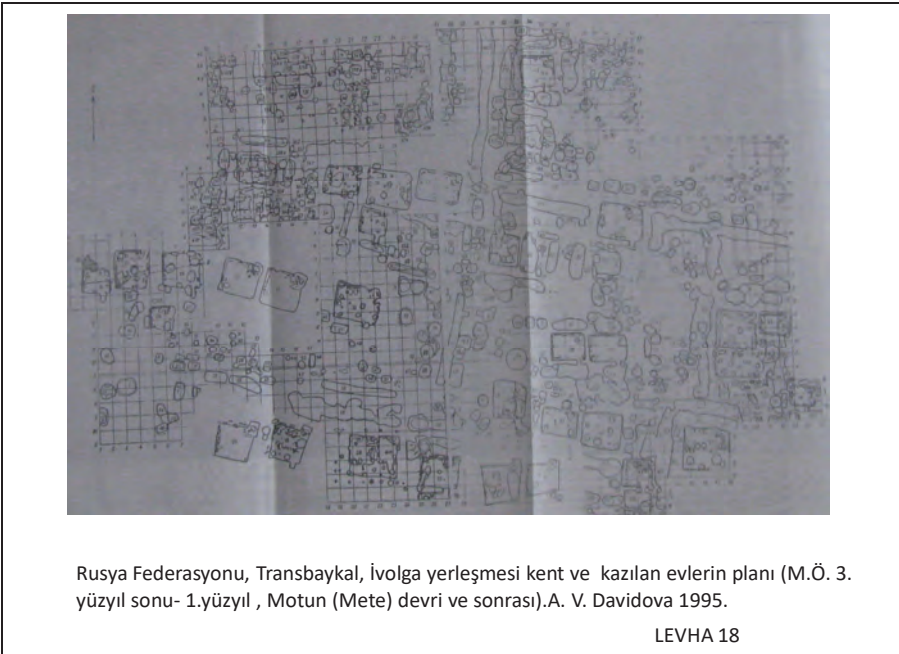 Rusya Federasyonu, Transbaykal, İvolga yerleşmesi kent ve kazılan evlerin planı (M.Ö. 3.
yüzyıl sonu- 1.yüzyıl , Motun (Mete) devri ve sonrası).A. V. Davidova 1995.
LEVHA 18